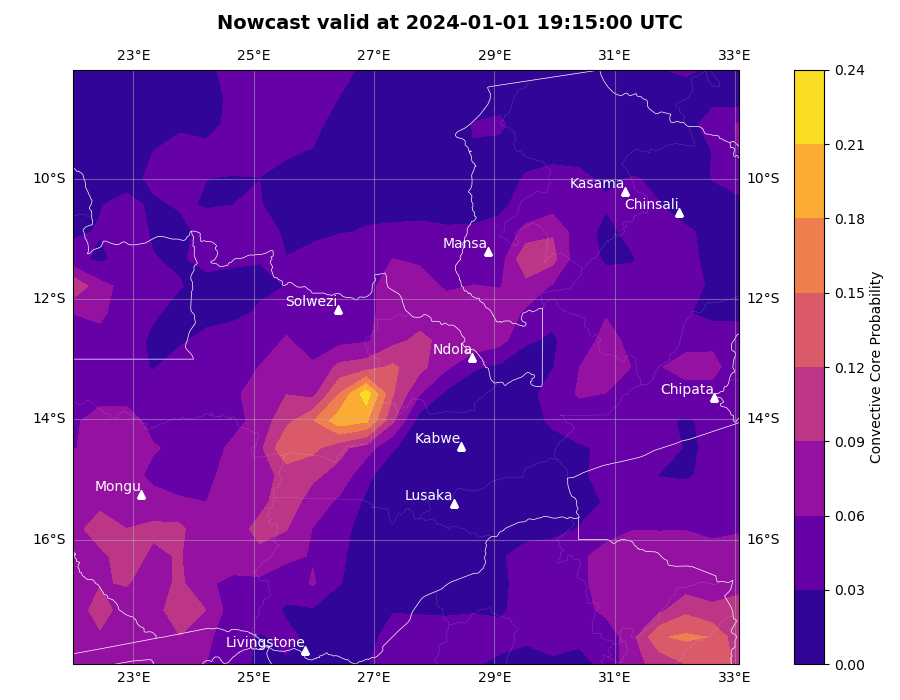 Nowcast valid at 2024-01-01 19:15:00 UTC
23°E 25°E 27°E 29°E 31°E 33°E
0.24
0.21
10°S 10°S
Kasama
Chinsali
0.18
Mansa
12°S 12°S
Solwezi
0.15
Ndola
0.12
Chipata
14°S 14°S
Kabwe
0.09
Mongu
Lusaka
0.06
16°S 16°S
0.03
Livingstone
0.00
23°E 25°E 27°E 29°E 31°E 33°E
Convective Core Probability